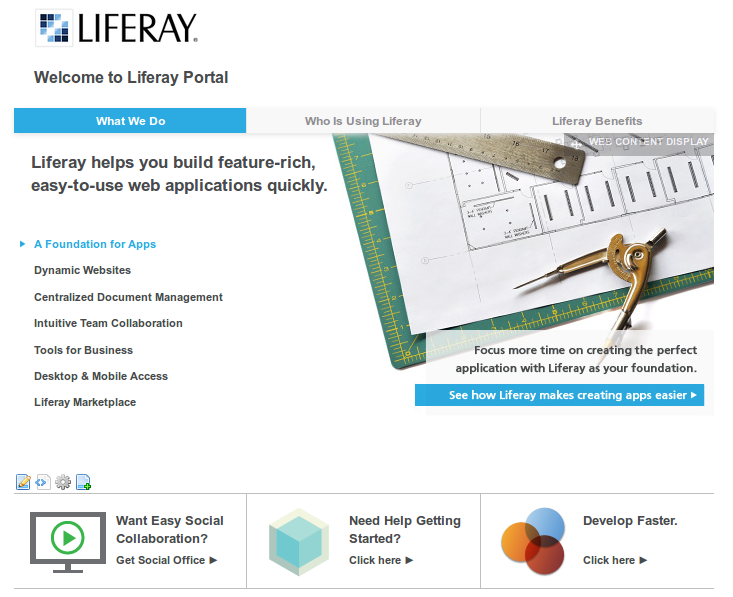 LIFERAY.
Welcome to Liferay Portal
What We Do
Who Is Using Liferay
Liferay Benefits
WEB CONTENT DISPLAY
Liferay helps you build feature-rich,
easy-to-use web applications quickly.
A Foundation for Apps
Dynamic Websites
Centralized Document Management
Intuitive Team Collaboration
Tools for Business
Desktop & Mobile Access
Liferay Marketplace
Focus more time on creating the perfect
application with Liferay as your foundation.
See how Liferay makes creating apps easier
Want Easy Social
Collaboration?
Get Social Office
Need Help Getting
Started?
Click here
Develop Faster.
Click here